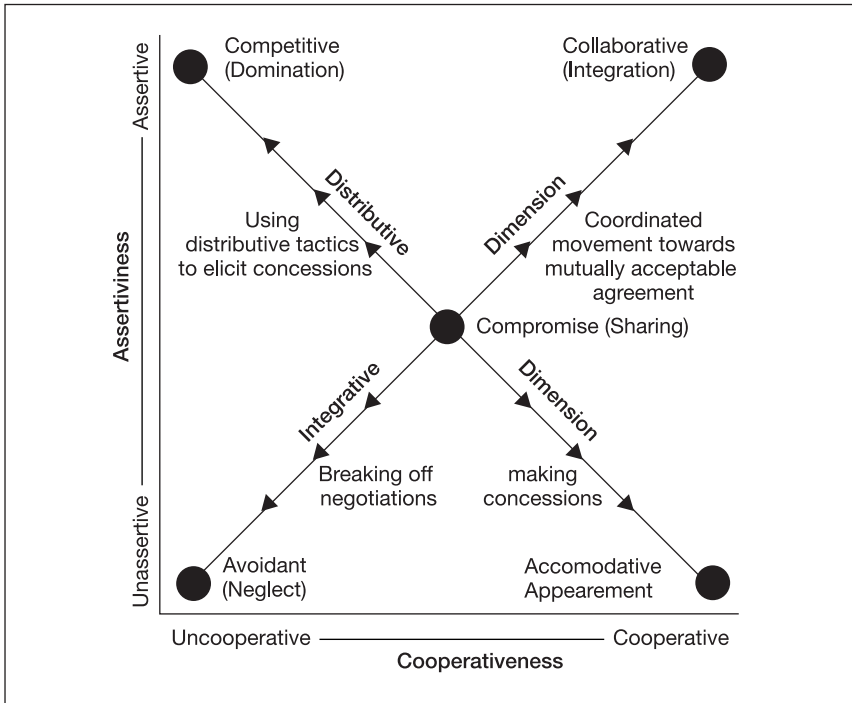 Competitive
(Domination)
Collaborative
(Integration)
Assertive
Distributive
Dimension
Using
distributive tactics
to elicit concessions
Coordinated
movement towards
mutually acceptable
agreement
Assertiviness
Compromise (Sharing)
Integrative
Dimension
Breaking off
negotiations
making
concessions
Unassertive
Avoidant
(Neglect)
Accomodative
Appearement
Uncooperative
Cooperative
Cooperativeness